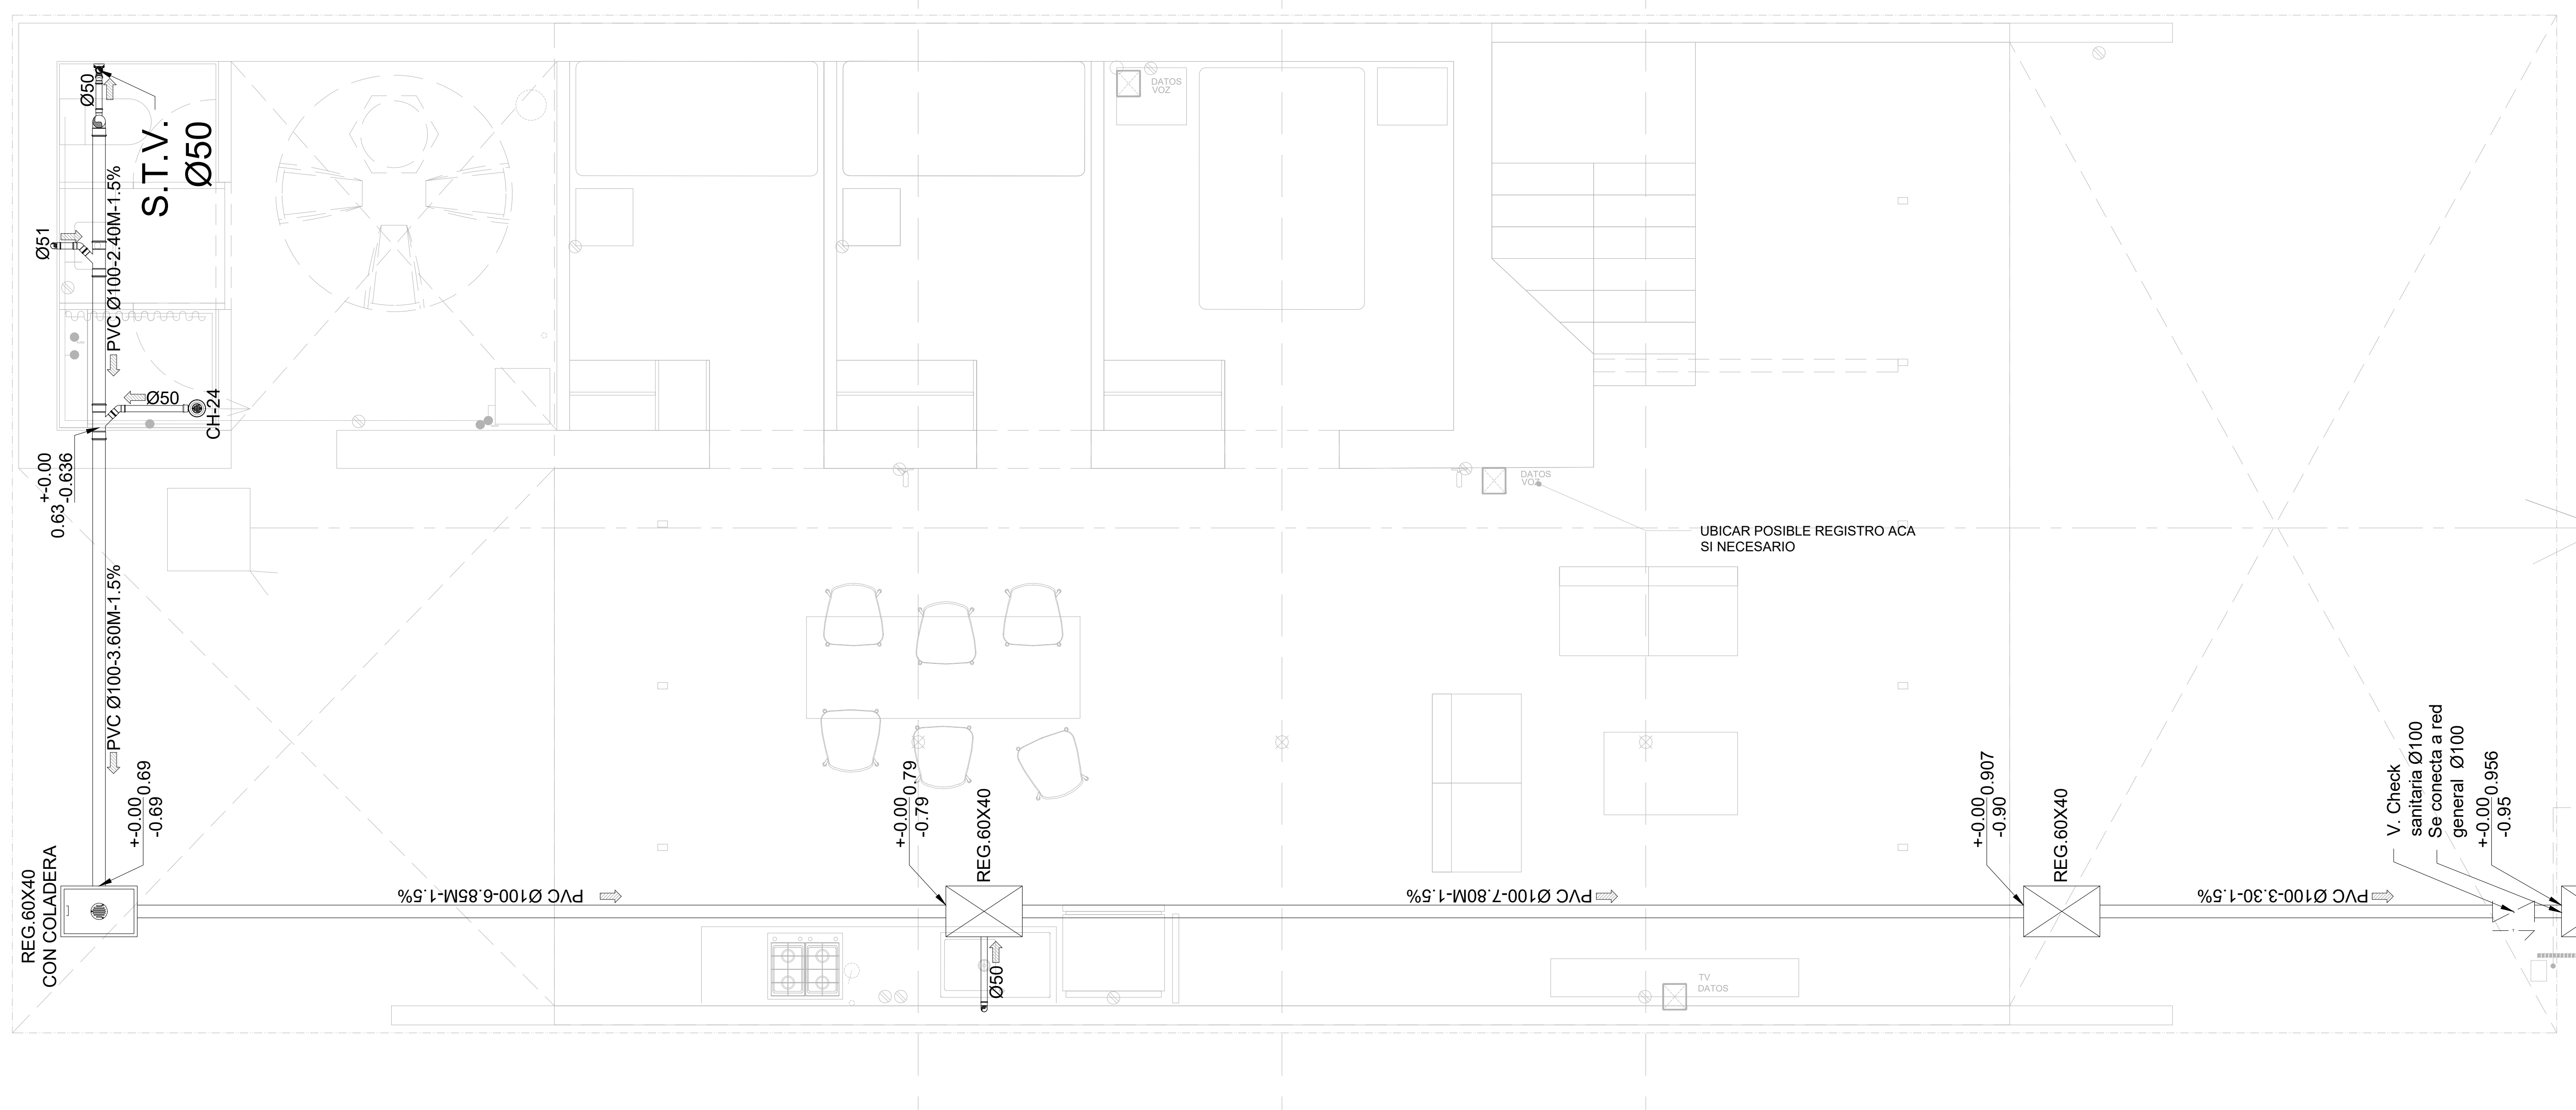 Ø50
S.T.V.
Ø50
PVC Ø100-2.40M-1.5%
Ø51
Ø50
CH-24
+-0.00
0.63
-0.636
PVC Ø100-3.60M-1.5%
+-0.00
0.69
-0.69
REG.60X40
CON COLADERA
PVC Ø100-6.85M-1.5%
+-0.00
0.79
-0.79
REG.60X40
Ø50
DATOS
VOZ
DATOS
VOZ
UBICAR POSIBLE REGISTRO ACA
SI NECESARIO
PVC Ø100-7.80M-1.5%
TV
DATOS
+-0.00
0.907
-0.90
REG.60X40
PVC Ø100-3.30-1.5%
V. Check
sanitaria Ø100
Se conecta a red
general Ø100
+-0.00
0.956
-0.95